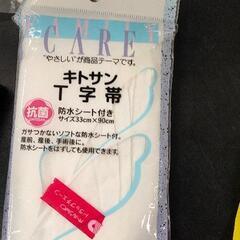 CARE
"やさしい"が商品テーマです。
キトサン
T字帯
抗菌
防水シート付き
サイズ33cm×90cm
ガサつかないソフトな防水シート付。
産前、産後、手術後に。
防水シートをはずしても使用できます。